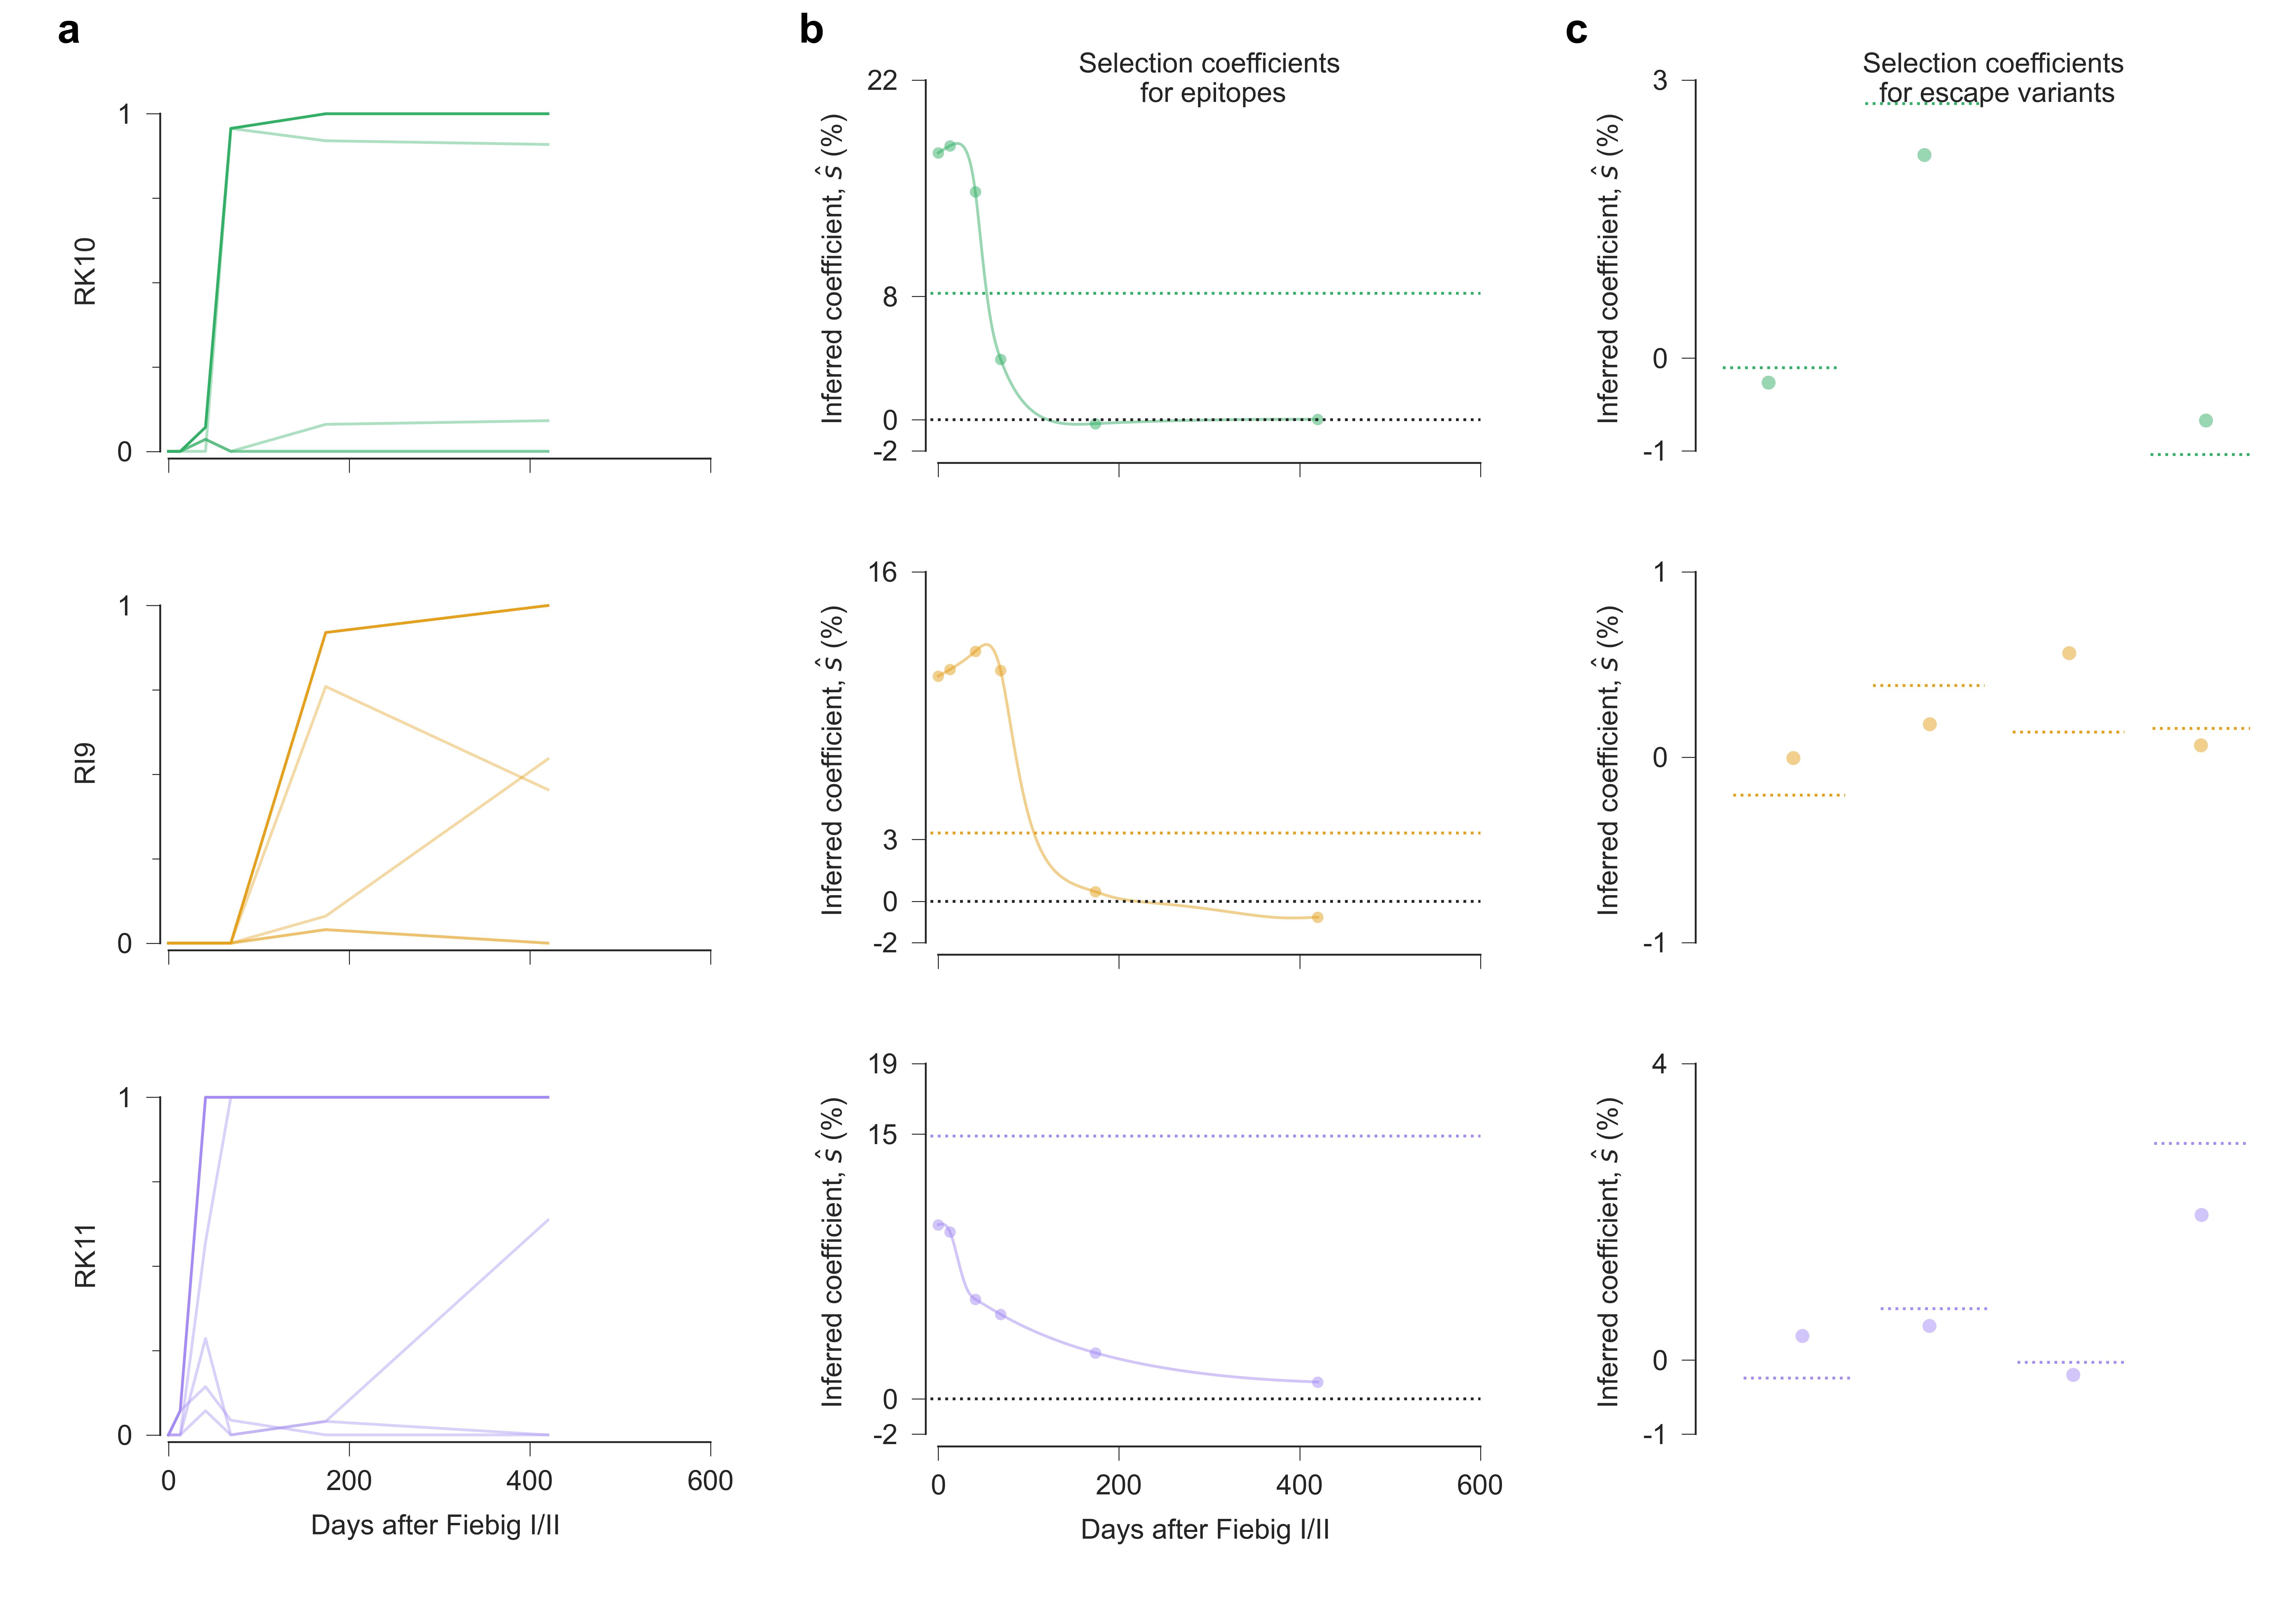 a
b
c
Selection coefficients
for epitopes
Selection coefficients
for escape variants
RK10
1
0
Inferred coefficient, ŝ (%)
22
8
0
-2
Inferred coefficient, ŝ (%)
3
0
-1
RI9
1
0
Inferred coefficient, ŝ (%)
16
3
0
-2
Inferred coefficient, ŝ (%)
1
0
-1
RK11
1
0
0 200 400 600
Days after Fiebig I/II
Inferred coefficient, ŝ (%)
19
15
0
-2
0 200 400 600
Days after Fiebig I/II
Inferred coefficient, ŝ (%)
4
0
-1